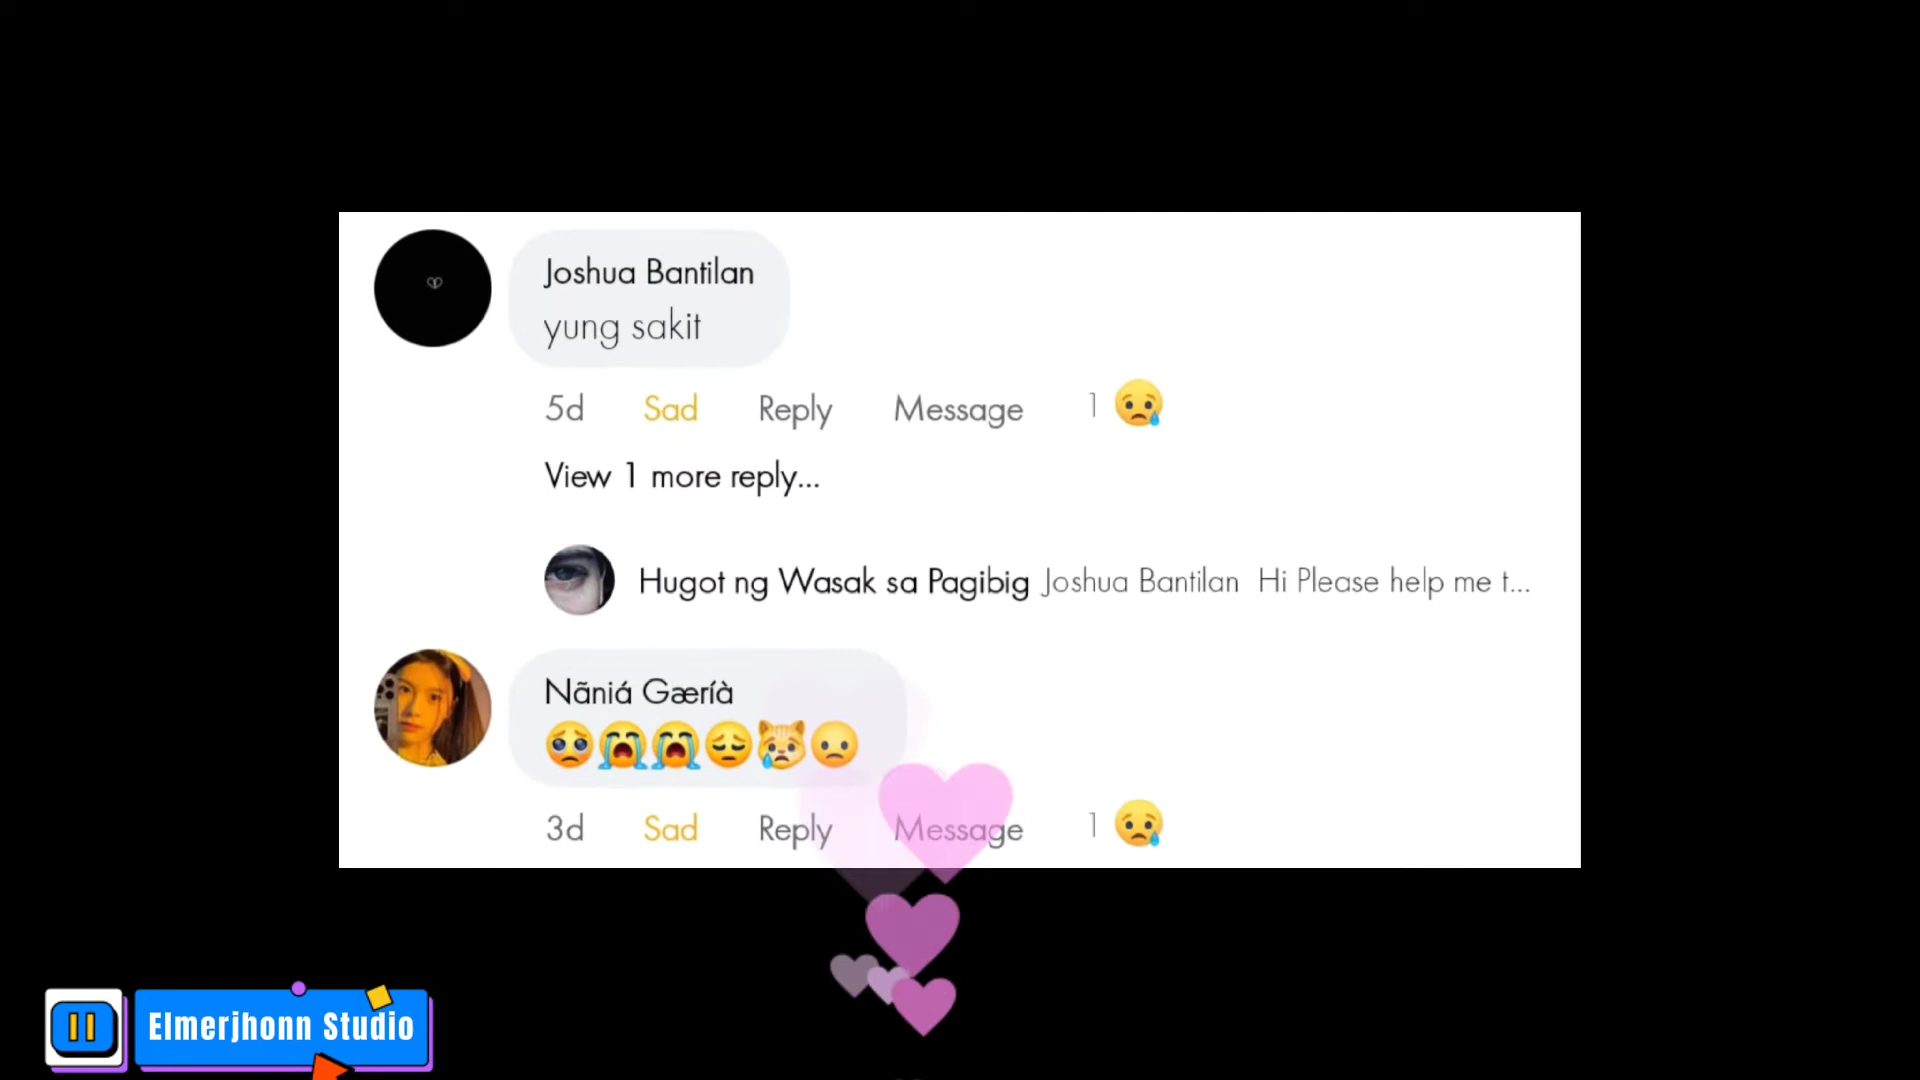 Joshua Bantilan
yung sakit
5d Sad Reply Message 1 😢
View 1 more reply...
Hugot ng Wasak sa Pagibig Joshua Bantilan Hi Please help me t...
Nãniá Gæríà
🥺😭😭😔😿🙁
3d Sad Reply Message 1 😢
Elmerjhonn Studio